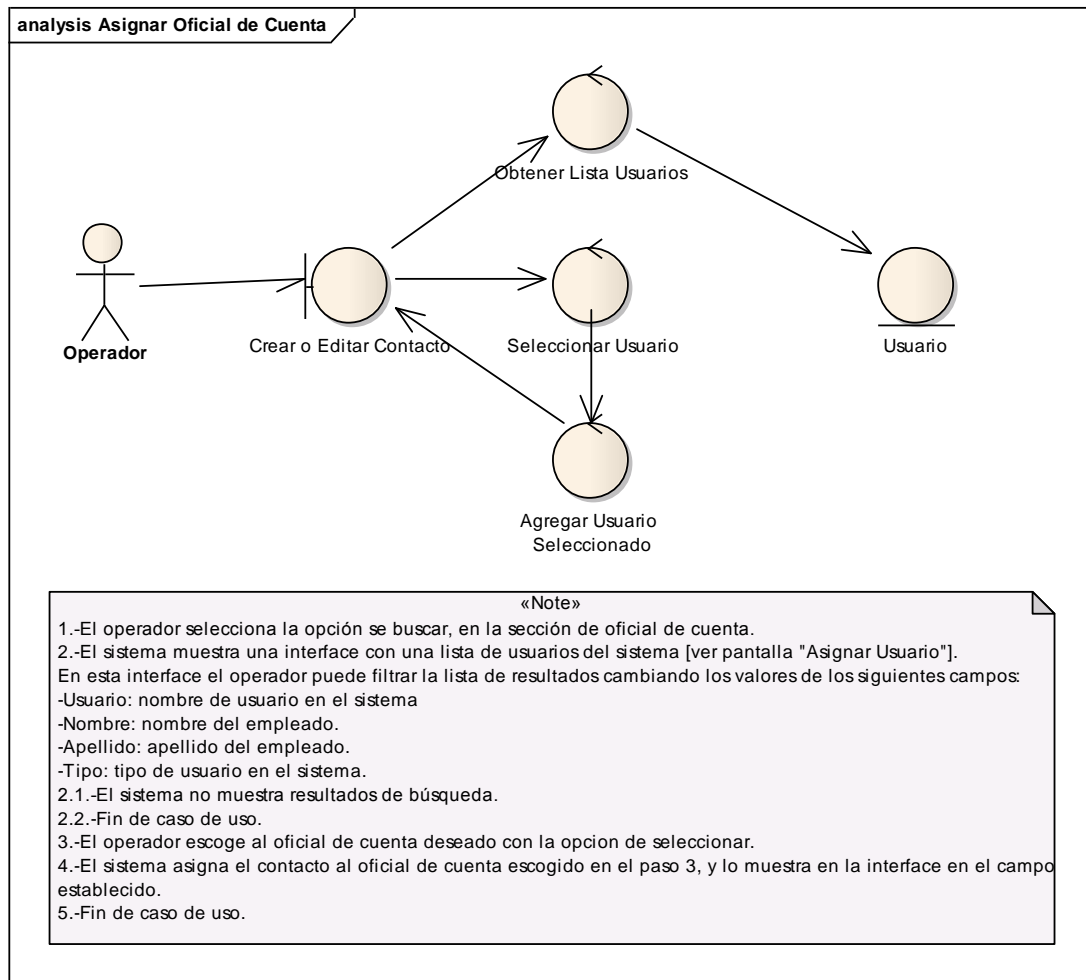 analysis Asignar Oficial de Cuenta
Obtener Lista Usuarios
Operador
Crear o Editar Contacto
Seleccionar Usuario
Usuario
Agregar Usuario
Seleccionado
«Note»
1.-El operador selecciona la opción se buscar, en la sección de oficial de cuenta.
2.-El sistema muestra una interface con una lista de usuarios del sistema [ver pantalla "Asignar Usuario"].
En esta interface el operador puede filtrar la lista de resultados cambiando los valores de los siguientes campos:
-Usuario: nombre de usuario en el sistema
-Nombre: nombre del empleado.
-Apellido: apellido del empleado.
-Tipo: tipo de usuario en el sistema.
2.1.-El sistema no muestra resultados de búsqueda.
2.2.-Fin de caso de uso.
3.-El operador escoge al oficial de cuenta deseado con la opcion de seleccionar.
4.-El sistema asigna el contacto al oficial de cuenta escogido en el paso 3, y lo muestra en la interface en el campo
establecido.
5.-Fin de caso de uso.